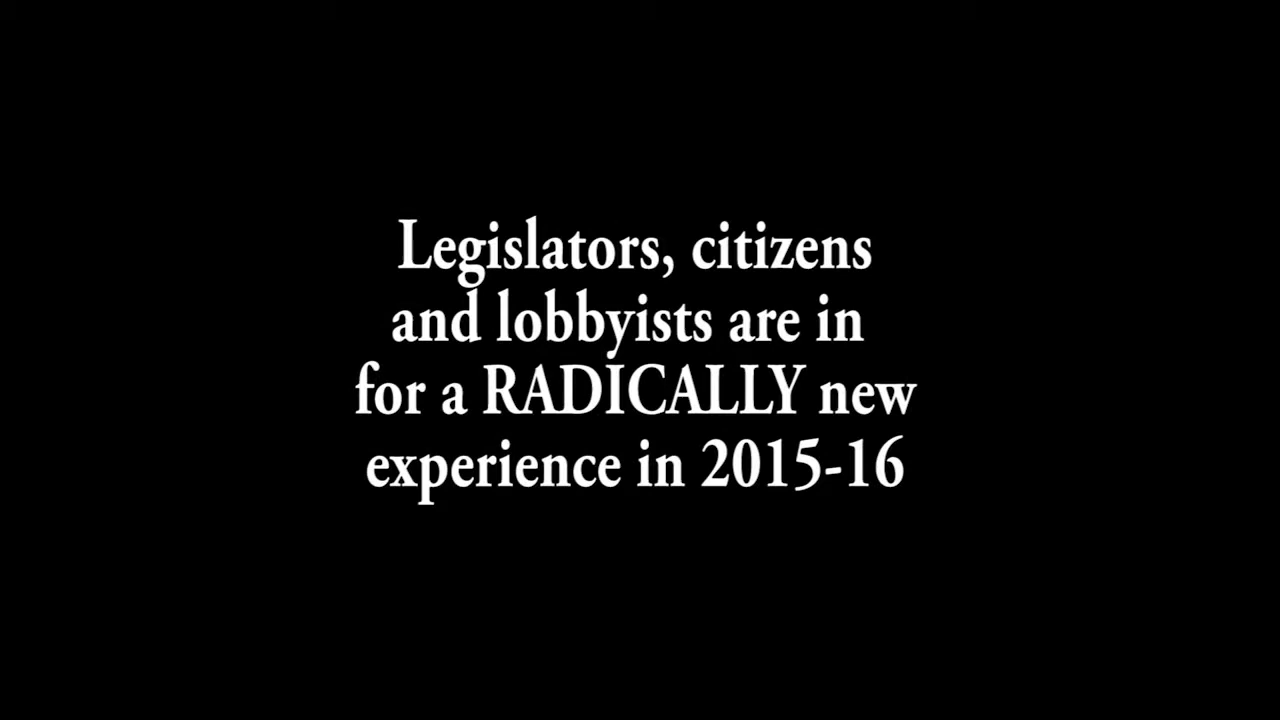 Legislators, citizens
and lobbyists are in
for a RADICALLY new
experience in 2015-16